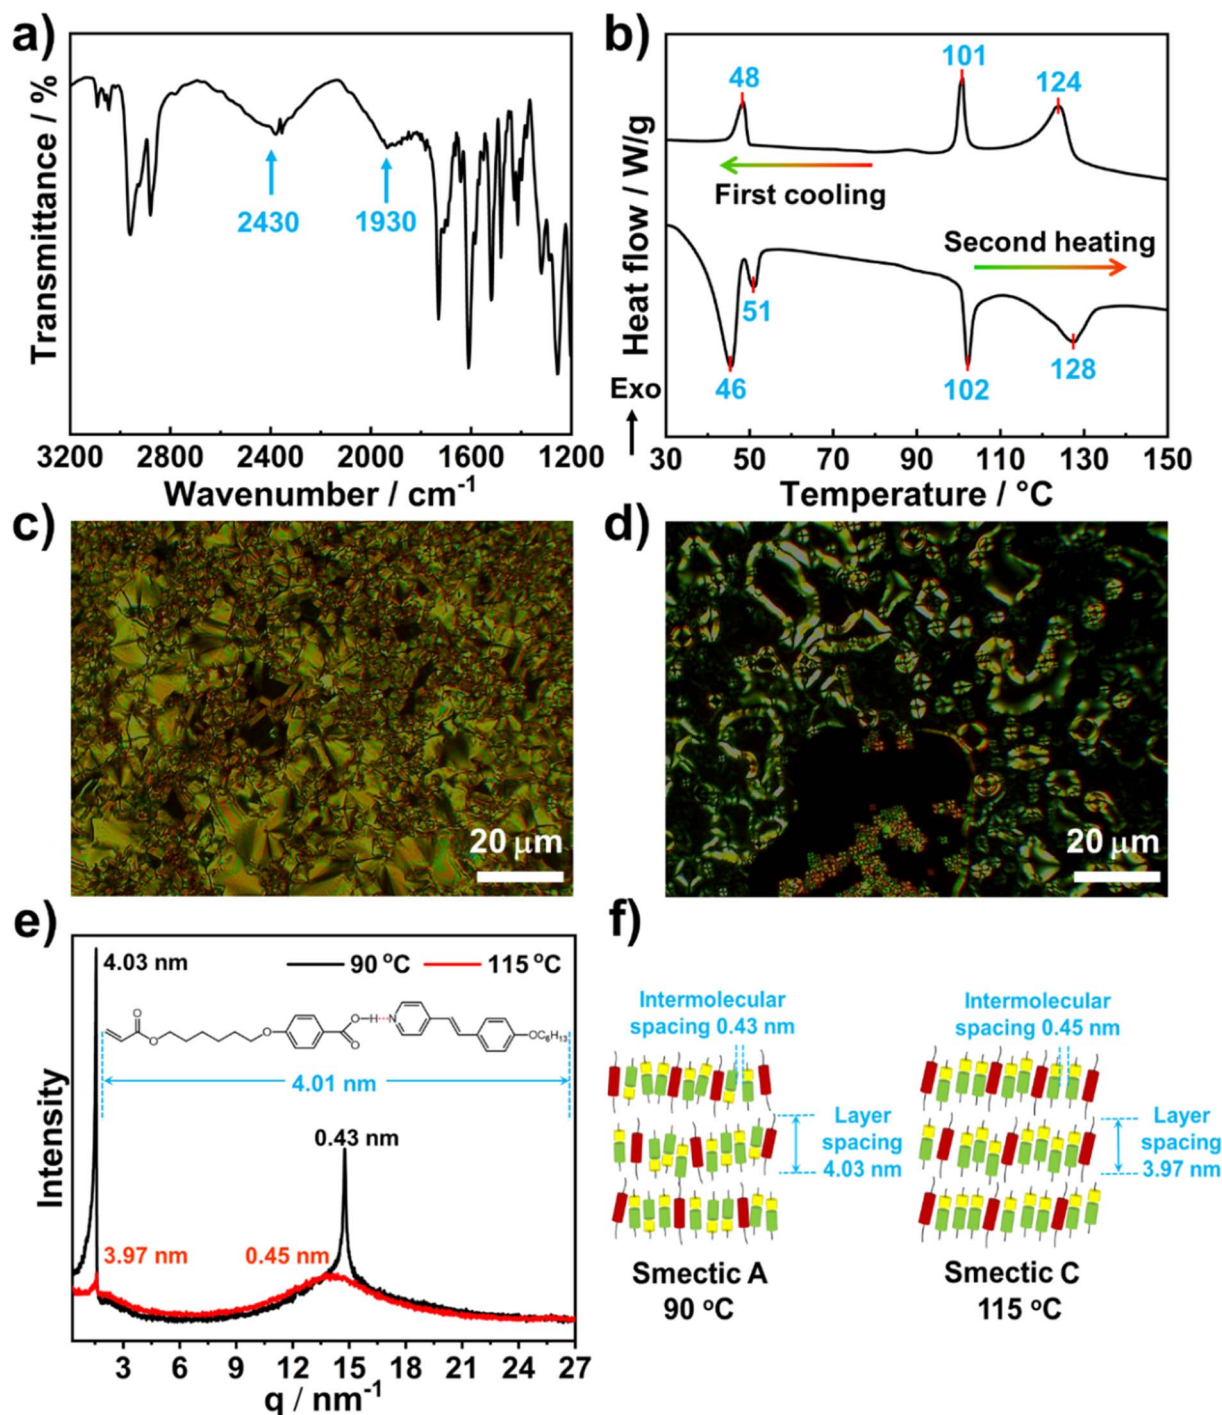 a)
Transmittance / %
2430
1930
3200 2800 2400 2000 1600 1200
Wavenumber / cm⁻¹
b)
Heat flow / W/g
48
101
124
First cooling
Second heating
51
46
102
128
Exo
30 50 70 90 110 130 150
Temperature / °C
c)
20 μm
d)
20 μm
e)
Intensity
4.03 nm
90 °C
115 °C
O
O
O
O
O
H
N
OC₆H₁₃
4.01 nm
0.43 nm
3.97 nm
0.45 nm
3 6 9 12 15 18 21 24 27
q / nm⁻¹
f)
Intermolecular
spacing 0.43 nm
Layer
spacing
4.03 nm
Smectic A
90 °C
Intermolecular
spacing 0.45 nm
Layer
spacing
3.97 nm
Smectic C
115 °C